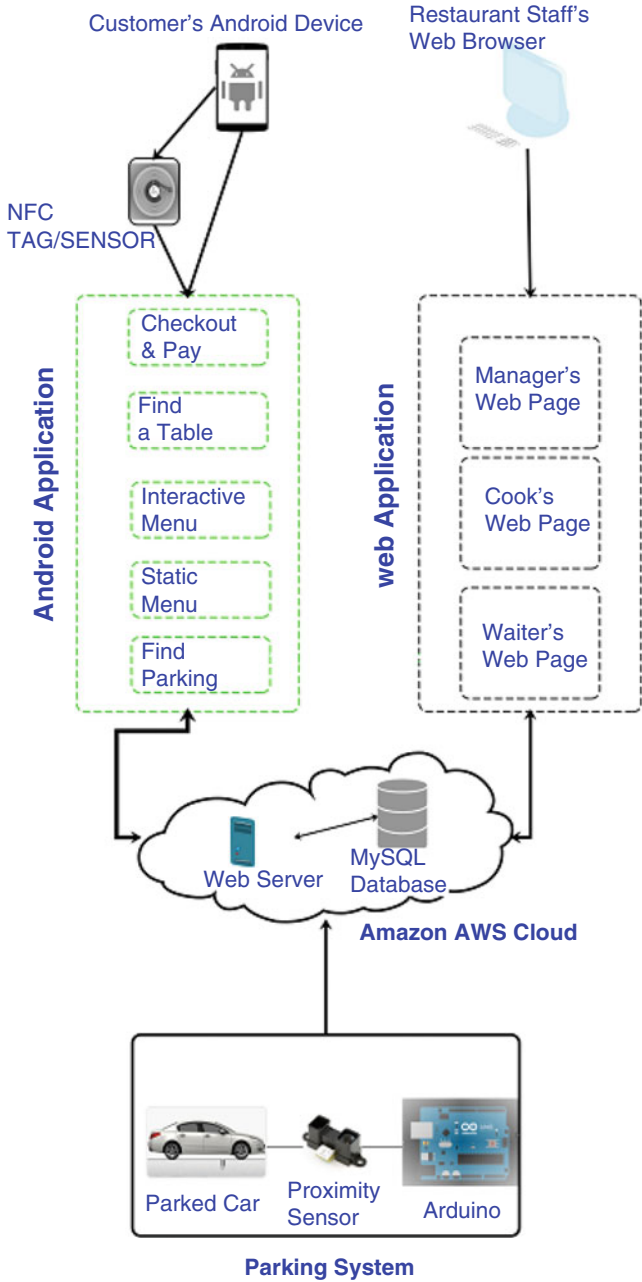 Customer's Android Device
Restaurant Staff's
Web Browser
NFC
TAG/SENSOR
Android Application
Checkout
& Pay
Find
a Table
Interactive
Menu
Static
Menu
Find
Parking
web Application
Manager's
Web Page
Cook's
Web Page
Waiter's
Web Page
Web Server
MySQL
Database
Amazon AWS Cloud
Parked Car
Proximity
Sensor
Arduino
Parking System